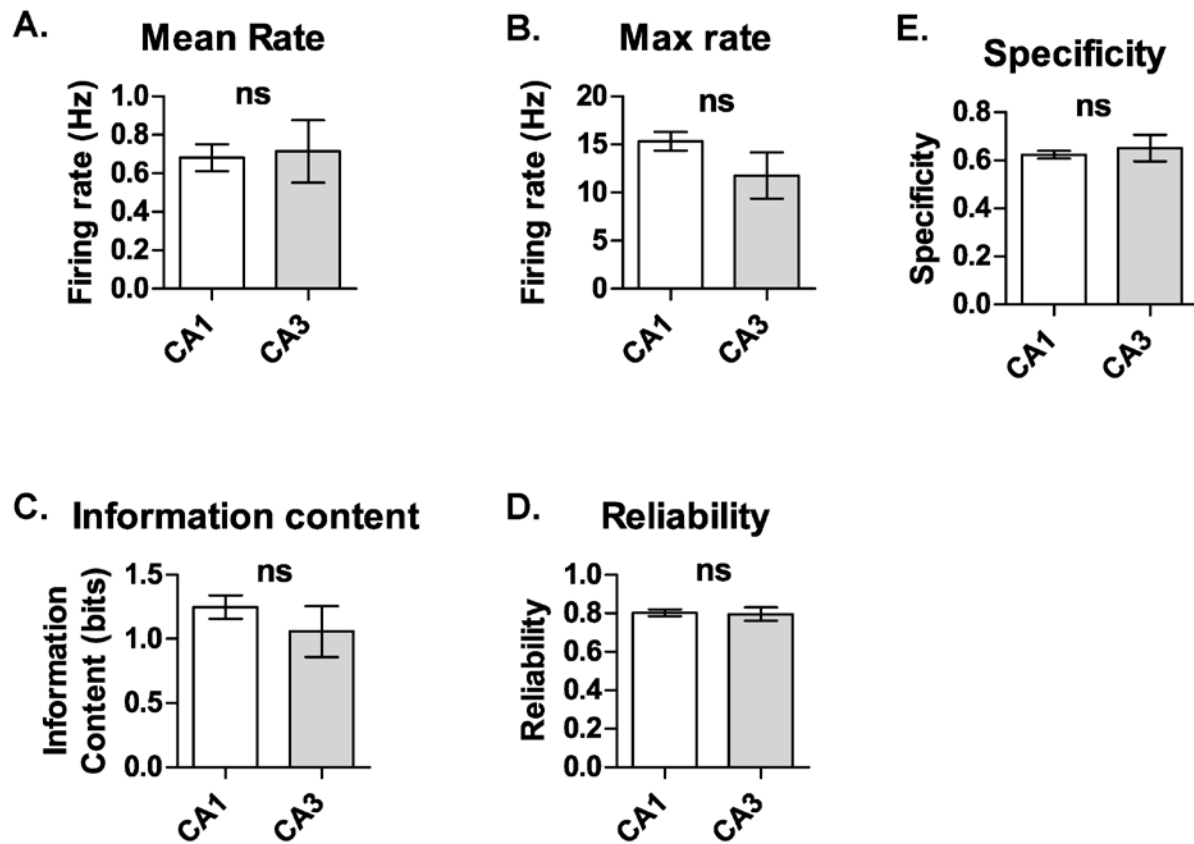 A.
Mean Rate
ns
Firing rate (Hz)
1.0
0.8
0.6
0.4
0.2
0.0
CA1
CA3
B.
Max rate
ns
Firing rate (Hz)
20
15
10
5
0
CA1
CA3
E.
Specificity
ns
Specificity
0.8
0.6
0.4
0.2
0.0
CA1
CA3
C.
Information content
ns
Information
Content (bits)
1.5
1.0
0.5
0.0
CA1
CA3
D.
Reliability
ns
Reliability
1.0
0.8
0.6
0.4
0.2
0.0
CA1
CA3